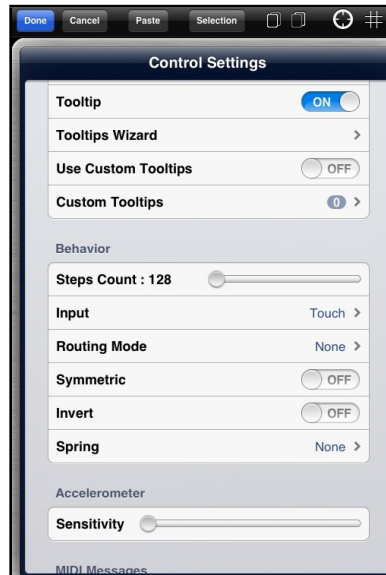 Done Cancel Paste Selection
Control Settings
Tooltip ON
Tooltips Wizard
Use Custom Tooltips OFF
Custom Tooltips 0
Behavior
Steps Count : 128
Input Touch
Routing Mode None
Symmetric OFF
Invert OFF
Spring None
Accelerometer
Sensitivity
MIDI Messages